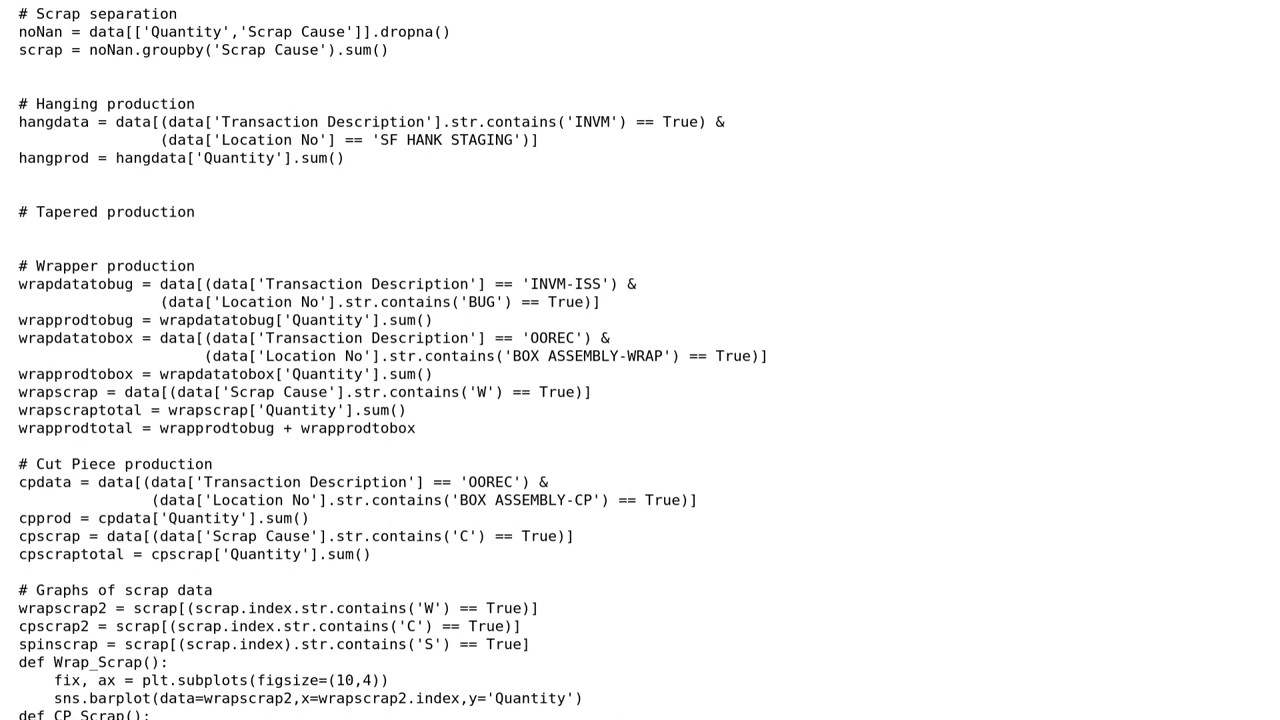 # Scrap separation
noNan = data[['Quantity','Scrap Cause']].dropna()
scrap = noNan.groupby('Scrap Cause').sum()
# Hanging production
hangdata = data[(data['Transaction Description'].str.contains('INVM') == True) &
(data['Location No'] == 'SF HANK STAGING')]
hangprod = hangdata['Quantity'].sum()
# Tapered production
# Wrapper production
wrapdatatobug = data[(data['Transaction Description'] == 'INVM-ISS') &
(data['Location No'].str.contains('BUG') == True)]
wrapprodtobug = wrapdatatobug['Quantity'].sum()
wrapdatatobox = data[(data['Transaction Description'] == 'OOREC') &
(data['Location No'].str.contains('BOX ASSEMBLY-WRAP') == True)]
wrapprodtobox = wrapdatatobox['Quantity'].sum()
wrapscrap = data[(data['Scrap Cause'].str.contains('W') == True)]
wrapscraptotal = wrapscrap['Quantity'].sum()
wrapprodtotal = wrapprodtobug + wrapprodtobox
# Cut Piece production
cpdata = data[(data['Transaction Description'] == 'OOREC') &
(data['Location No'].str.contains('BOX ASSEMBLY-CP') == True)]
cpprod = cpdata['Quantity'].sum()
cpscrap = data[(data['Scrap Cause'].str.contains('C') == True)]
cpscraptotal = cpscrap['Quantity'].sum()
# Graphs of scrap data
wrapscrap2 = scrap[(scrap.index.str.contains('W') == True)]
cpscrap2 = scrap[(scrap.index.str.contains('C') == True)]
spinscrap = scrap[(scrap.index).str.contains('S') == True]
def Wrap_Scrap():
fix, ax = plt.subplots(figsize=(10,4))
sns.barplot(data=wrapscrap2,x=wrapscrap2.index,y='Quantity')
def CP_Scrap():